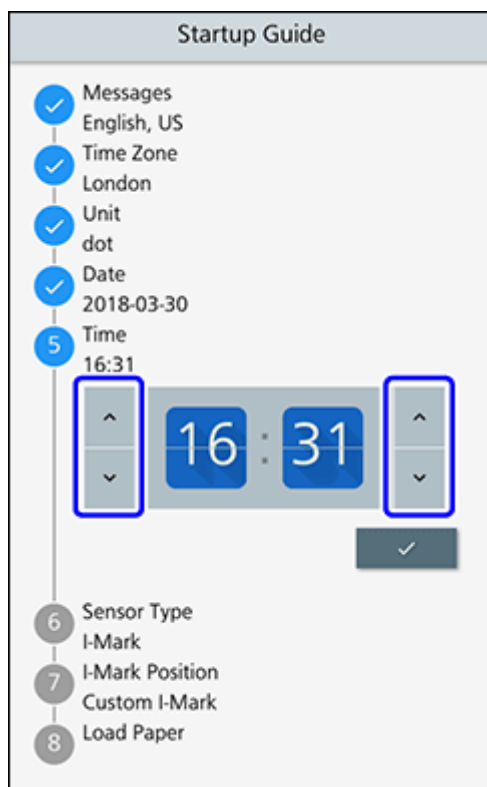 Startup Guide
Messages
English, US
Time Zone
London
Unit
dot
Date
2018-03-30
5 Time
16:31
16 : 31
6 Sensor Type
I-Mark
7 I-Mark Position
Custom I-Mark
8 Load Paper